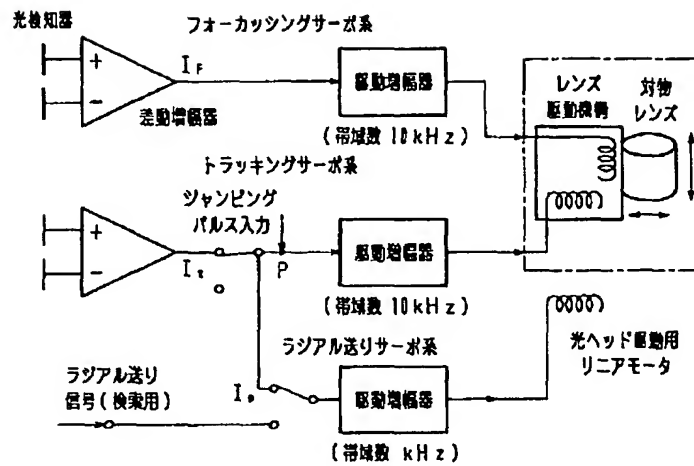 光検知器
フォーカッシングサーボ系
+
−
I F
差動増幅器
駆動増幅器
(帯域数 10kHz)
レンズ
駆動機構
対物
レンズ
トラッキングサーボ系
ジャンピング
パルス入力
+
−
P
駆動増幅器
(帯域数 10kHz)
ラジアル送りサーボ系
光ヘッド駆動用
リニアモータ
ラジアル送り
信号(検索用)
駆動増幅器
(帯域数 kHz)